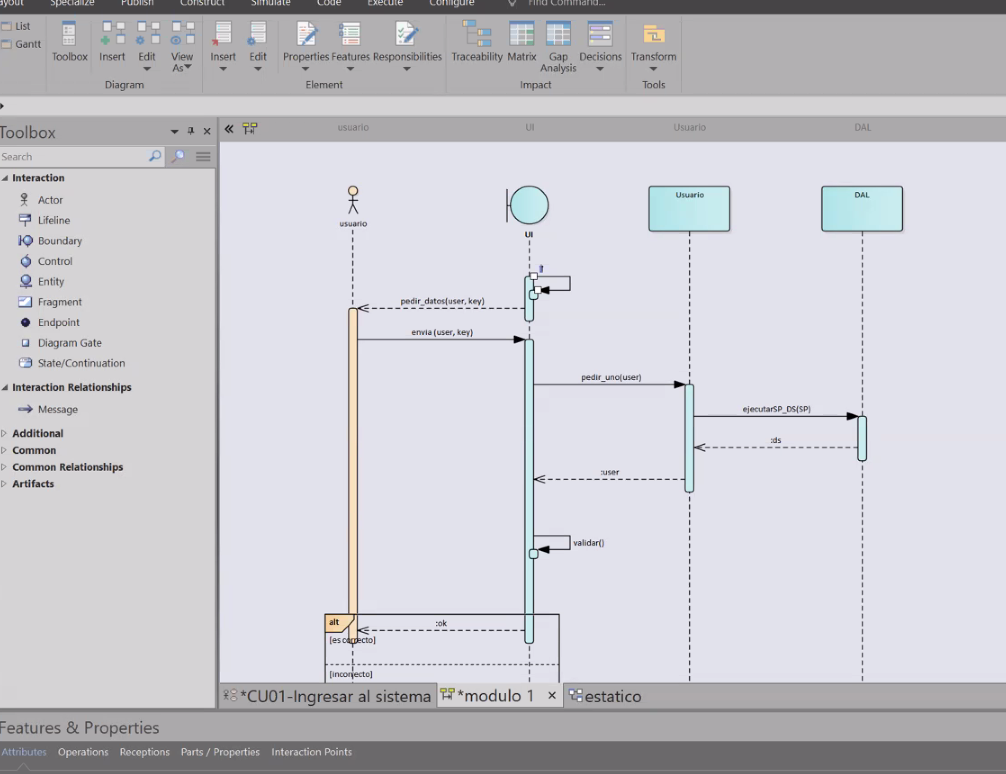 ayout Specialize Publish Construct Simulate Code Execute Configure Find Command...
List
Gantt
Toolbox Insert Edit View As Insert Edit Properties Features Responsibilities Traceability Matrix Gap Analysis Decisions Transform
Diagram Element Impact Tools
Toolbox
Search
Interaction
Actor
Lifeline
Boundary
Control
Entity
Fragment
Endpoint
Diagram Gate
State/Continuation
Interaction Relationships
Message
Additional
Common
Common Relationships
Artifacts
usuario UI Usuario DAL
usuario
UI
Usuario
DAL
pedir_datos(user, key)
envia (user, key)
pedir_uno(user)
ejecutarSP_DS(SP)
:ds
:user
validar()
alt
:ok
[es correcto]
[incorrecto]
*CU01-Ingresar al sistema *modulo 1 estatico
Features & Properties
Attributes Operations Receptions Parts / Properties Interaction Points